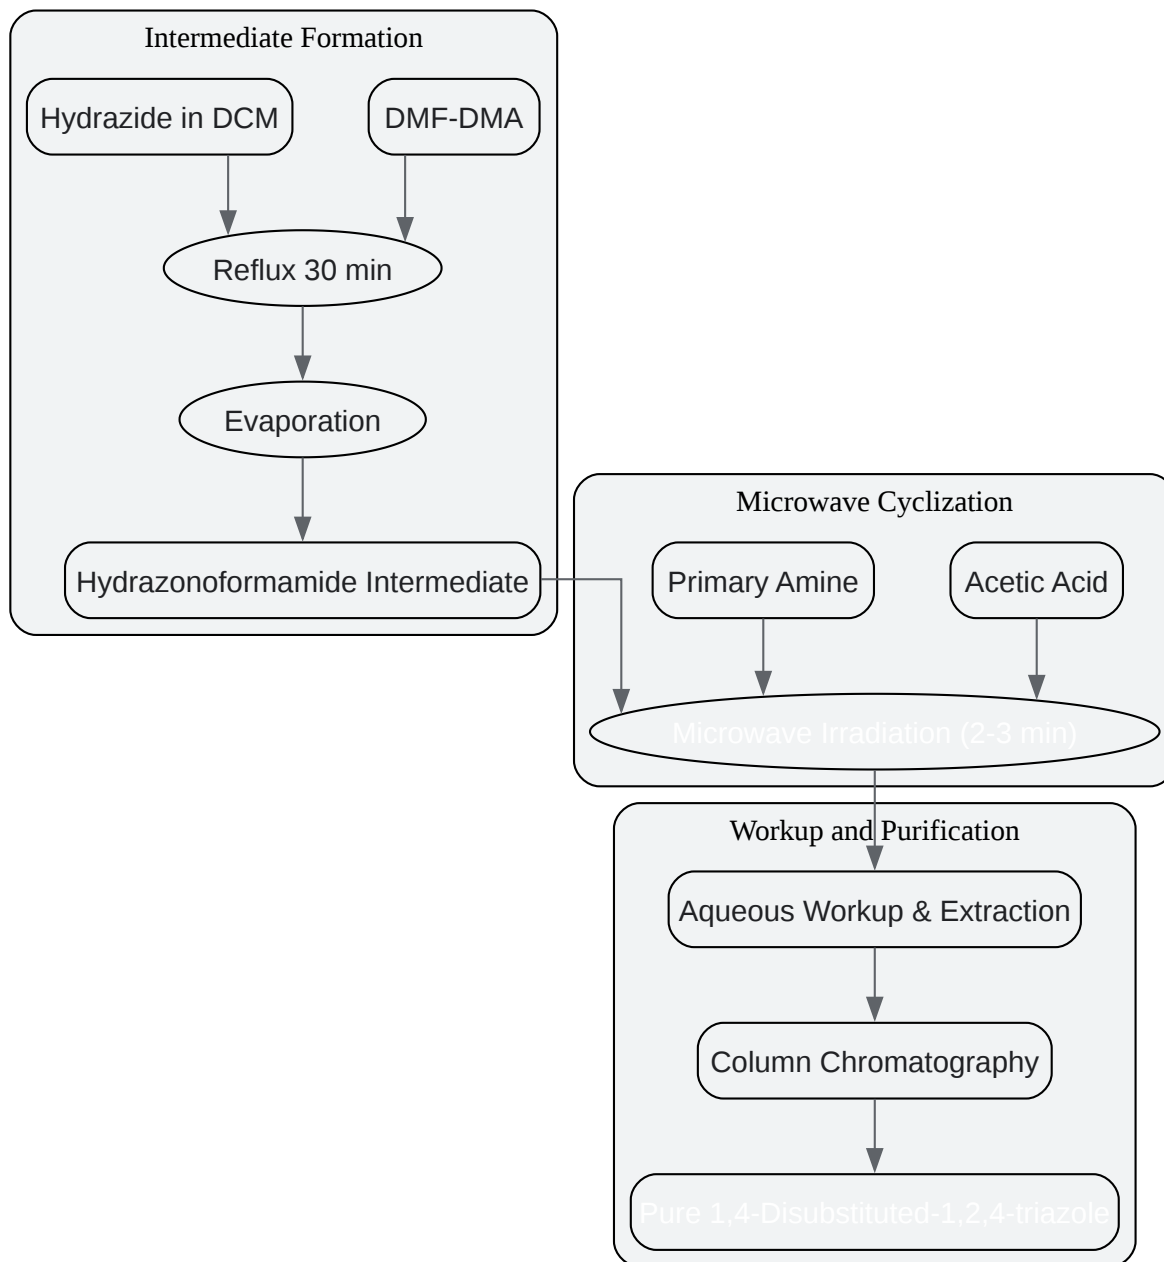 Intermediate Formation
Hydrazide in DCM
DMF-DMA
Reflux 30 min
Evaporation
Hydrazonoformamide Intermediate
Microwave Cyclization
Primary Amine
Acetic Acid
Microwave Irradiation (2-3 min)
Workup and Purification
Aqueous Workup & Extraction
Column Chromatography
Pure 1,4-Disubstituted-1,2,4-triazole